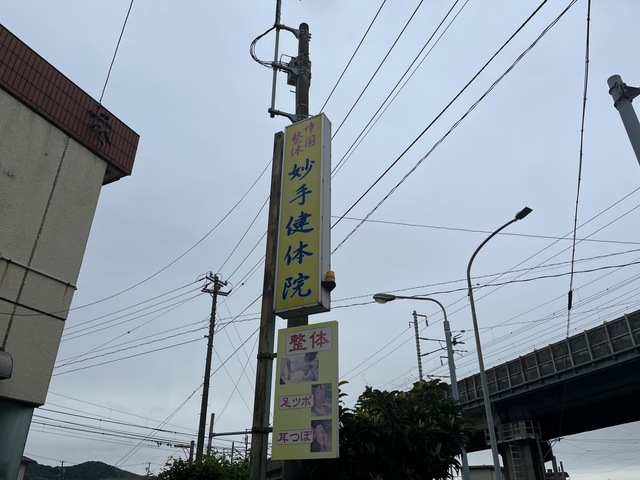 中国
整体
妙手健体院
整体
足ツボ
耳つぼ